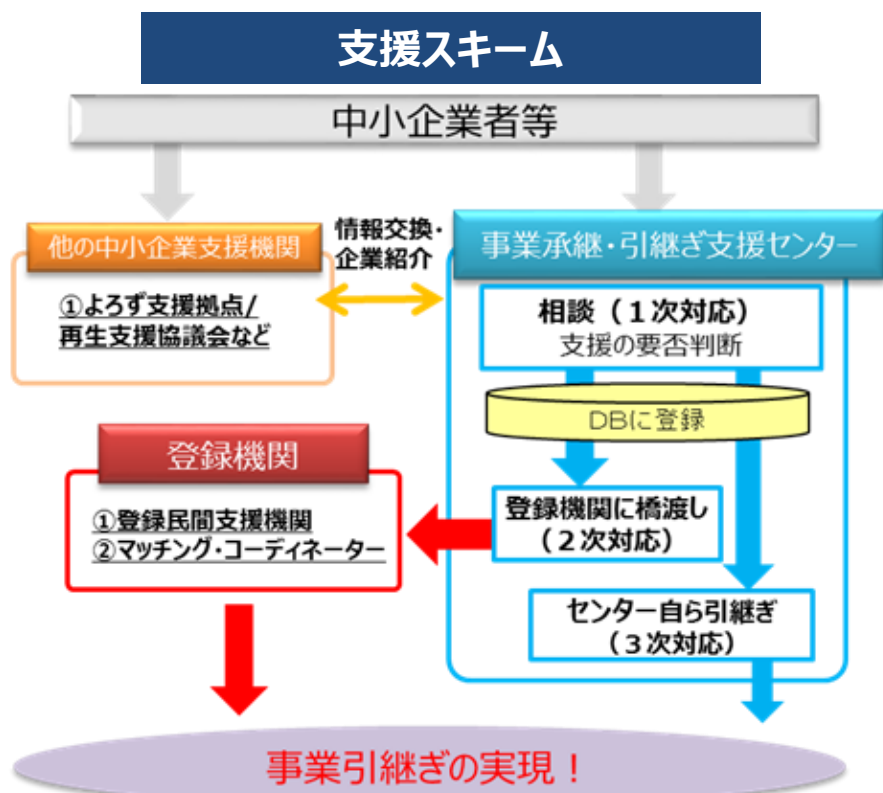 支援スキーム
中小企業者等
他の中小企業支援機関
①よろず支援拠点/
再生支援協議会など
情報交換・
企業紹介
事業承継・引継ぎ支援センター
相談（１次対応）
支援の要否判断
DBに登録
登録機関に橋渡し
（２次対応）
センター自ら引継ぎ
（３次対応）
登録機関
①登録民間支援機関
②マッチング・コーディネーター
事業引継ぎの実現！